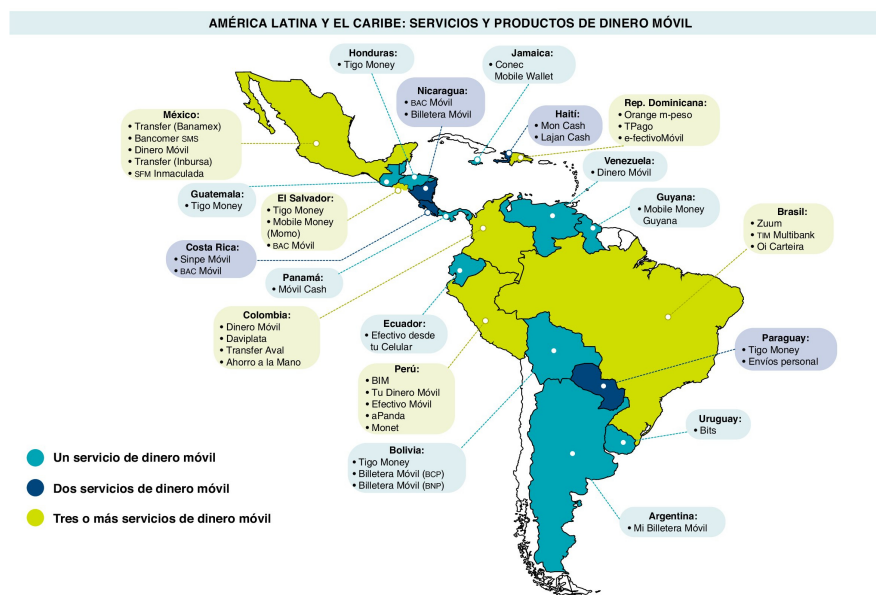 AMÉRICA LATINA Y EL CARIBE: SERVICIOS Y PRODUCTOS DE DINERO MÓVIL
Honduras:
• Tigo Money
Jamaica:
• Conec
Mobile Wallet
Nicaragua:
• BAC Móvil
• Billetera Móvil
Haití:
• Mon Cash
• Lajan Cash
Rep. Dominicana:
• Orange m-peso
• TPago
• e-fectivoMóvil
México:
• Transfer (Banamex)
• Bancomer SMS
• Dinero Móvil
• Transfer (Inbursa)
• SFM Inmaculada
Venezuela:
• Dinero Móvil
Guatemala:
• Tigo Money
El Salvador:
• Tigo Money
• Mobile Money
(Momo)
• BAC Móvil
Guyana:
• Mobile Money
Guyana
Brasil:
• Zuum
• TIM Multibank
• Oi Carteira
Costa Rica:
• Sinpe Móvil
• BAC Móvil
Panamá:
• Móvil Cash
Colombia:
• Dinero Móvil
• Daviplata
• Transfer Aval
• Ahorro a la Mano
Ecuador:
• Efectivo desde
tu Celular
Paraguay:
• Tigo Money
• Envíos personal
Perú:
• BIM
• Tu Dinero Móvil
• Efectivo Móvil
• aPanda
• Monet
Uruguay:
• Bits
Bolivia:
• Tigo Money
• Billetera Móvil (BCP)
• Billetera Móvil (BNP)
Argentina:
• Mi Billetera Móvil
Un servicio de dinero móvil
Dos servicios de dinero móvil
Tres o más servicios de dinero móvil